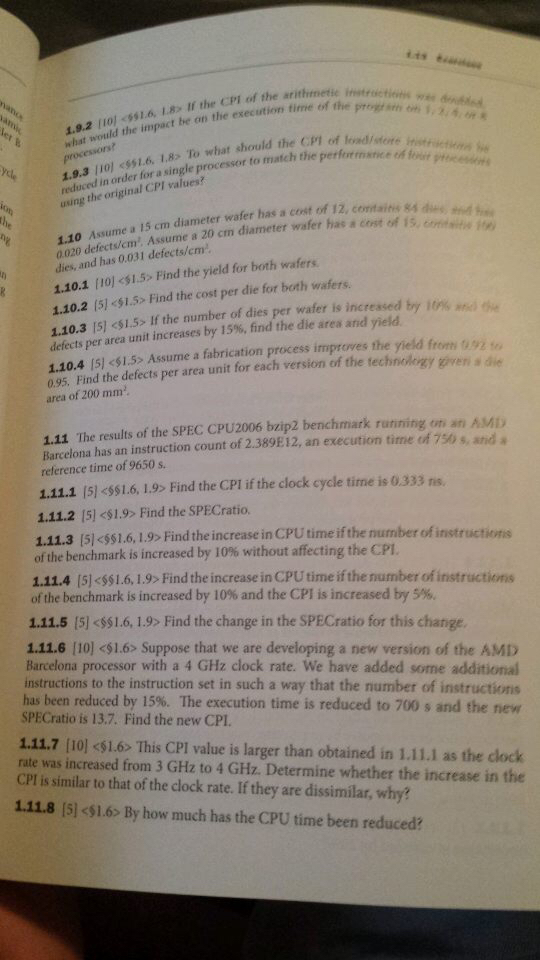 1.13 Exercises
1.9.2 [10] <§§1.6, 1.8> If the CPI of the arithmetic instructions was doubled,
what would the impact be on the execution time of the program on 1, 2, 4, or 8
processors?
1.9.3 [10] <§§1.6, 1.8> To what should the CPI of load/store instructions be
reduced in order for a single processor to match the performance of four processors
using the original CPI values?
1.10 Assume a 15 cm diameter wafer has a cost of 12, contains 84 dies, and has
0.020 defects/cm². Assume a 20 cm diameter wafer has a cost of 15, contains 100
dies, and has 0.031 defects/cm².
1.10.1 [10] <§1.5> Find the yield for both wafers.
1.10.2 [5] <§1.5> Find the cost per die for both wafers.
1.10.3 [5] <§1.5> If the number of dies per wafer is increased by 10% and the
defects per area unit increases by 15%, find the die area and yield.
1.10.4 [5] <§1.5> Assume a fabrication process improves the yield from 0.92 to
0.95. Find the defects per area unit for each version of the technology given a die
area of 200 mm².
1.11 The results of the SPEC CPU2006 bzip2 benchmark running on an AMD
Barcelona has an instruction count of 2.389E12, an execution time of 750 s, and a
reference time of 9650 s.
1.11.1 [5] <§§1.6, 1.9> Find the CPI if the clock cycle time is 0.333 ns.
1.11.2 [5] <§1.9> Find the SPECratio.
1.11.3 [5] <§§1.6, 1.9> Find the increase in CPU time if the number of instructions
of the benchmark is increased by 10% without affecting the CPI.
1.11.4 [5] <§§1.6, 1.9> Find the increase in CPU time if the number of instructions
of the benchmark is increased by 10% and the CPI is increased by 5%.
1.11.5 [5] <§§1.6, 1.9> Find the change in the SPECratio for this change.
1.11.6 [10] <§1.6> Suppose that we are developing a new version of the AMD
Barcelona processor with a 4 GHz clock rate. We have added some additional
instructions to the instruction set in such a way that the number of instructions
has been reduced by 15%. The execution time is reduced to 700 s and the new
SPECratio is 13.7. Find the new CPI.
1.11.7 [10] <§1.6> This CPI value is larger than obtained in 1.11.1 as the clock
rate was increased from 3 GHz to 4 GHz. Determine whether the increase in the
CPI is similar to that of the clock rate. If they are dissimilar, why?
1.11.8 [5] <§1.6> By how much has the CPU time been reduced?